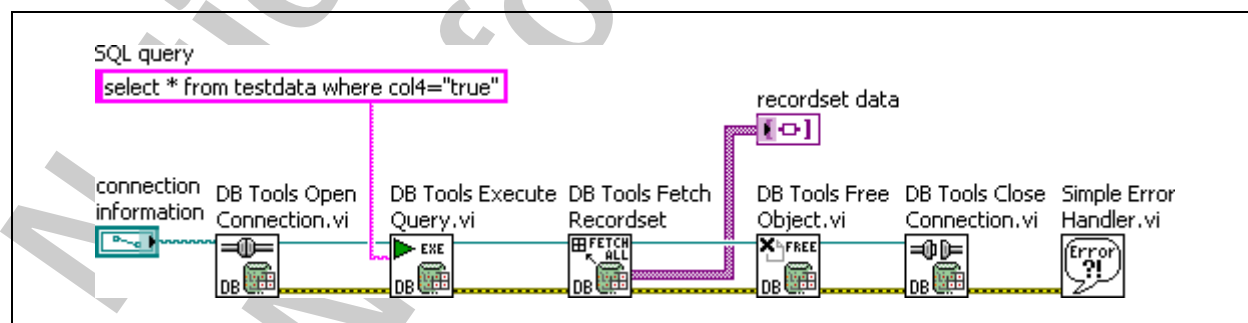 SQL query
select * from testdata where col4="true"
recordset data
connection
information
DB Tools Open
Connection.vi
DB Tools Execute
Query.vi
DB Tools Fetch
Recordset
DB Tools Free
Object.vi
DB Tools Close
Connection.vi
Simple Error
Handler.vi
DB
EXE
DB
FETCH
ALL
DB
FREE
DB
DB
Error
?!